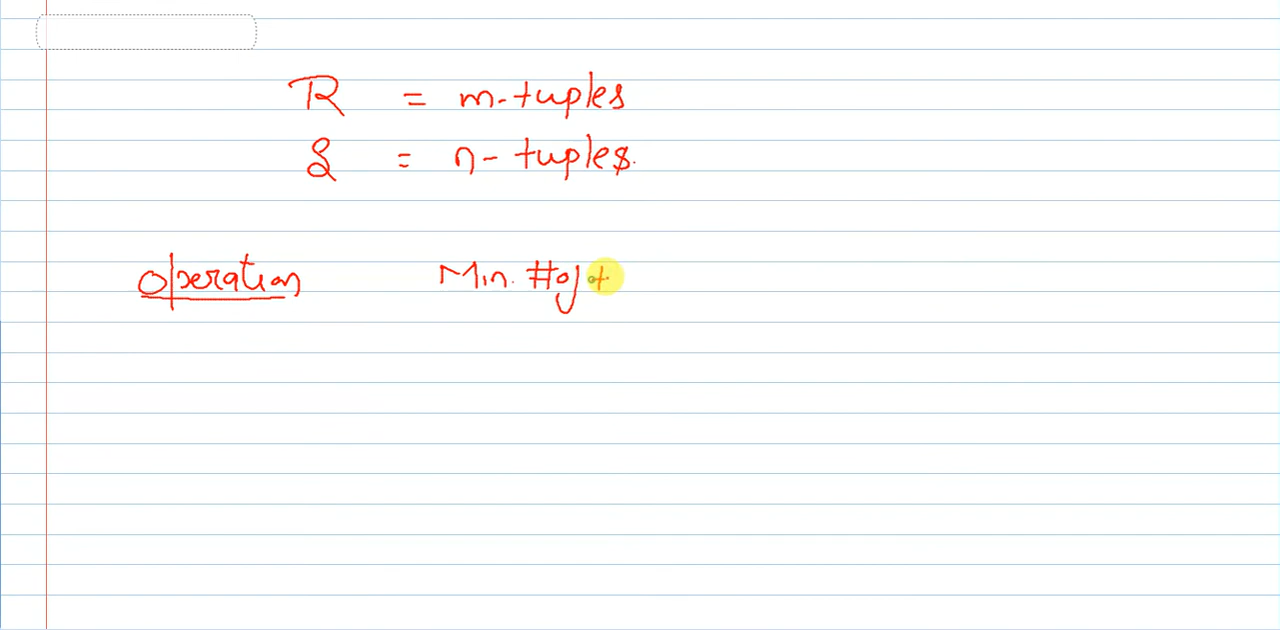 R = m-tuples
S = n-tuples.
Operation Min. #of t